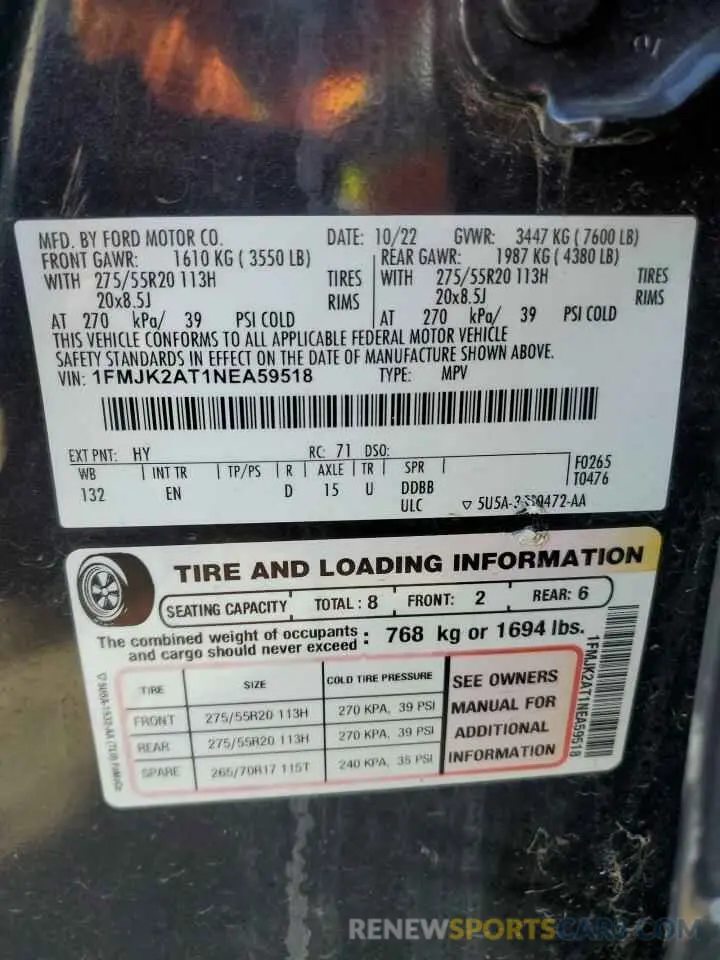 MFD. BY FORD MOTOR CO. DATE: 10/22 GVWR: 3447 KG ( 7600 LB)
FRONT GAWR: 1610 KG ( 3550 LB) REAR GAWR: 1987 KG ( 4380 LB)
WITH 275/55R20 113H TIRES WITH 275/55R20 113H TIRES
20x8.5J RIMS 20x8.5J RIMS
AT 270 kPa/ 39 PSI COLD AT 270 kPa/ 39 PSI COLD
THIS VEHICLE CONFORMS TO ALL APPLICABLE FEDERAL MOTOR VEHICLE
SAFETY STANDARDS IN EFFECT ON THE DATE OF MANUFACTURE SHOWN ABOVE.
VIN: 1FMJK2AT1NEA59518 TYPE: MPV
EXT PNT: HY RC: 71 DSO:
WB INT TR TP/PS R AXLE TR SPR F0265
132 EN D 15 U DDBB T0476
ULC
TIRE AND LOADING INFORMATION
SEATING CAPACITY TOTAL : 8 FRONT: 2 REAR: 6
The combined weight of occupants
and cargo should never exceed : 768 kg or 1694 lbs.
TIRE SIZE COLD TIRE PRESSURE
FRONT 275/55R20 113H 270 KPA, 39 PSI
REAR 275/55R20 113H 270 KPA, 39 PSI
SPARE 265/70R17 115T 240 KPA, 35 PSI
SEE OWNERS
MANUAL FOR
ADDITIONAL
INFORMATION
1FMJK2AT1NEA59518
RENEWSPORTSCARS.COM